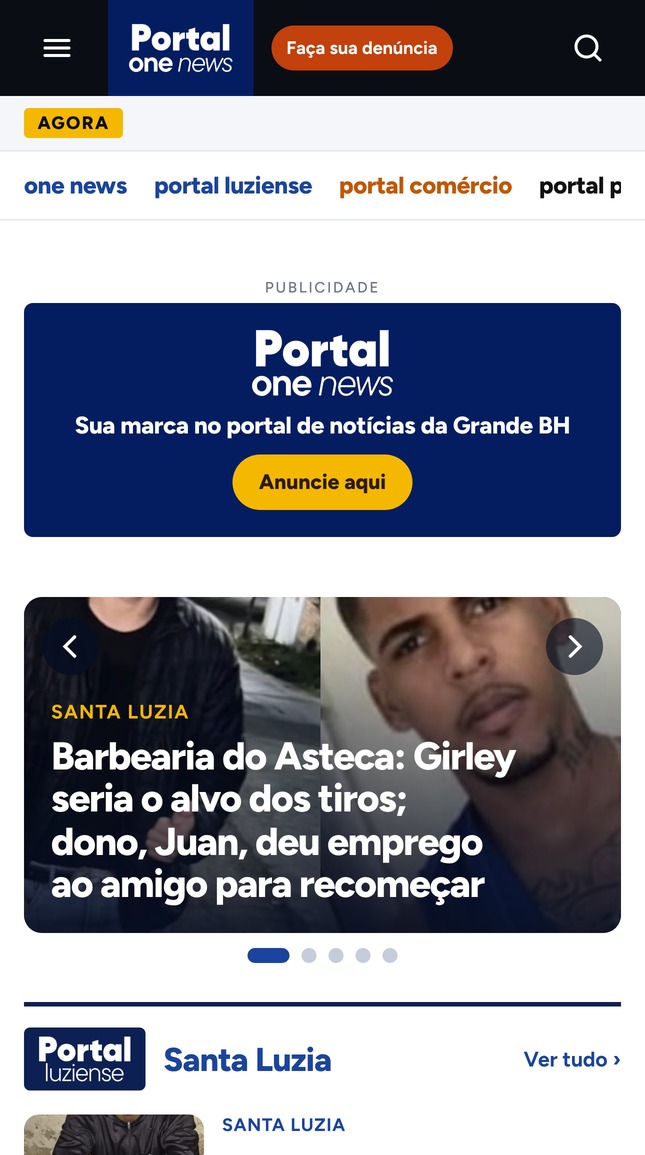 Portal
one news
Faça sua denúncia
AGORA
one news portal luziense portal comércio portal p
PUBLICIDADE
Portal
one news
Sua marca no portal de notícias da Grande BH
Anuncie aqui
SANTA LUZIA
Barbearia do Asteca: Girley
seria o alvo dos tiros;
dono, Juan, deu emprego
ao amigo para recomeçar
Portal
luziense
Santa Luzia
Ver tudo ›
SANTA LUZIA